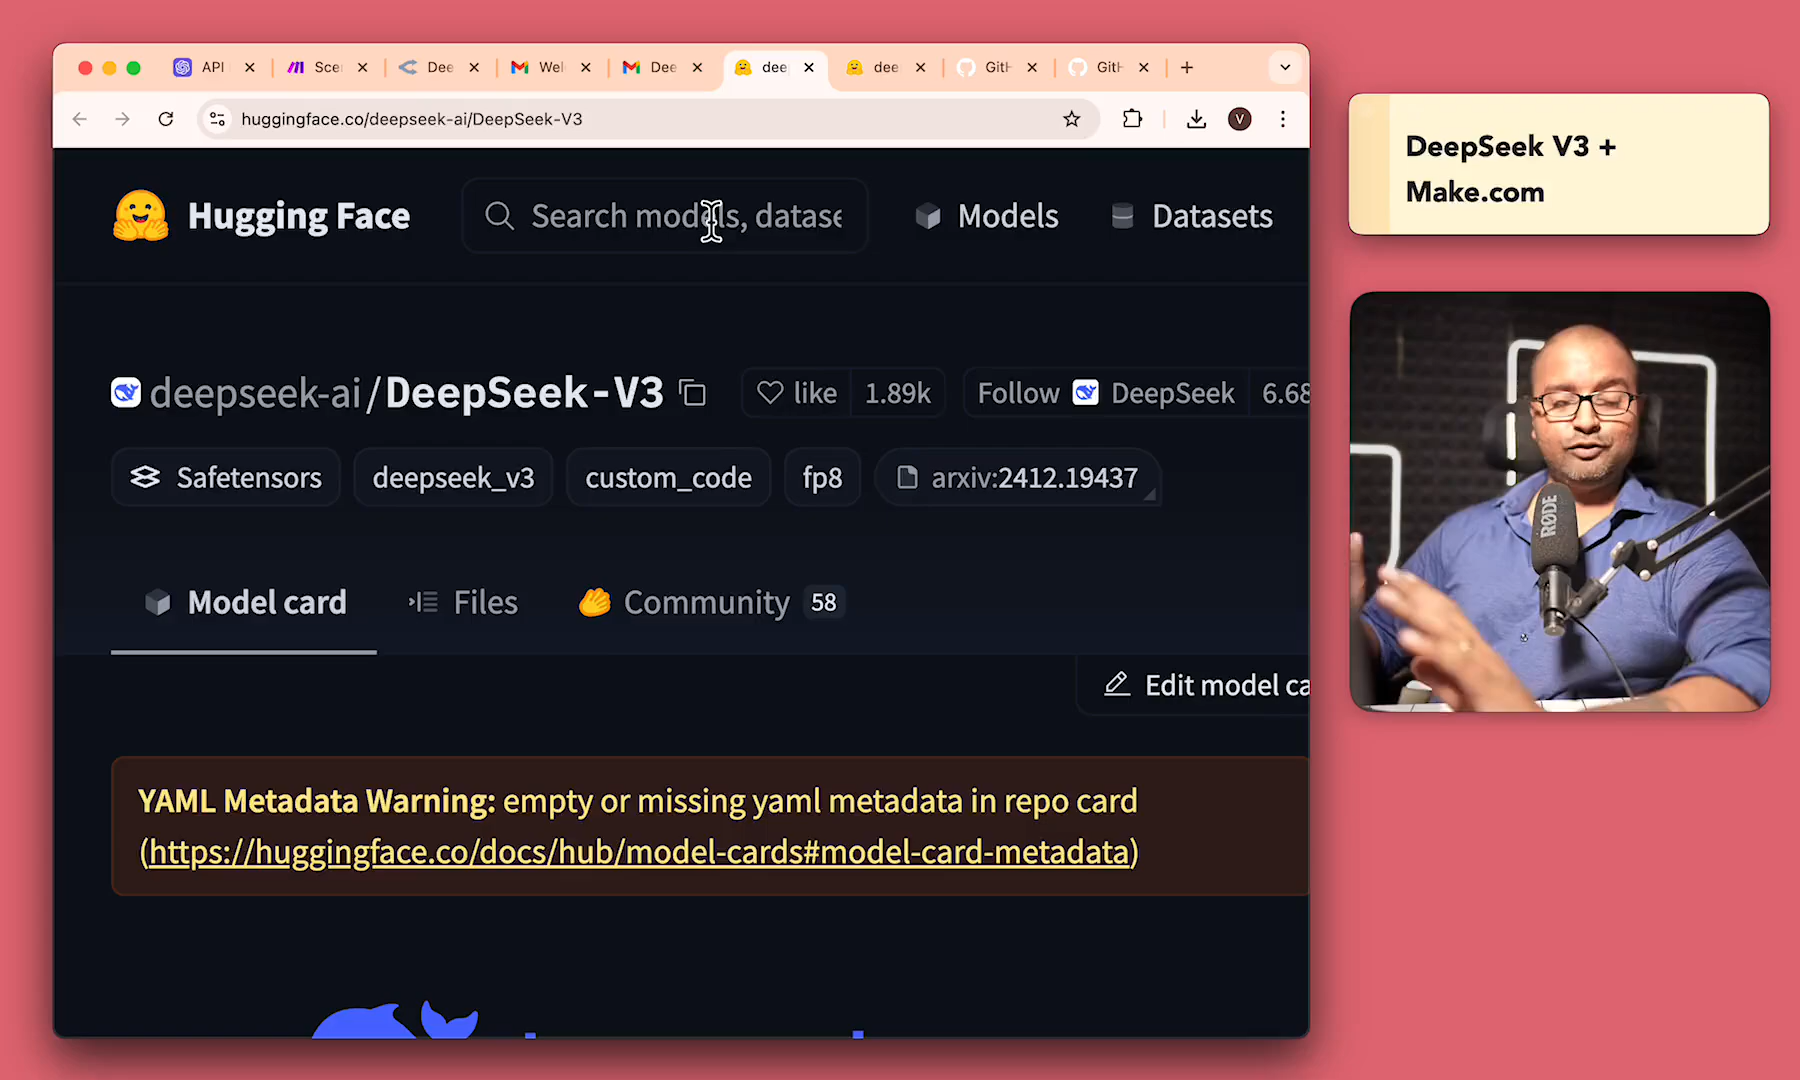 API
Sce
Dee
Wel
Dee
dee
dee
GitH
GitH
huggingface.co/deepseek-ai/DeepSeek-V3
V
Hugging Face
Search models, datase
Models
Datasets
deepseek-ai/DeepSeek-V3
like
1.89k
Follow
DeepSeek
6.68
Safetensors
deepseek_v3
custom_code
fp8
arxiv:2412.19437
Model card
Files
Community
58
Edit model ca
YAML Metadata Warning: empty or missing yaml metadata in repo card
(https://huggingface.co/docs/hub/model-cards#model-card-metadata)
DeepSeek V3 +
Make.com
RØDE